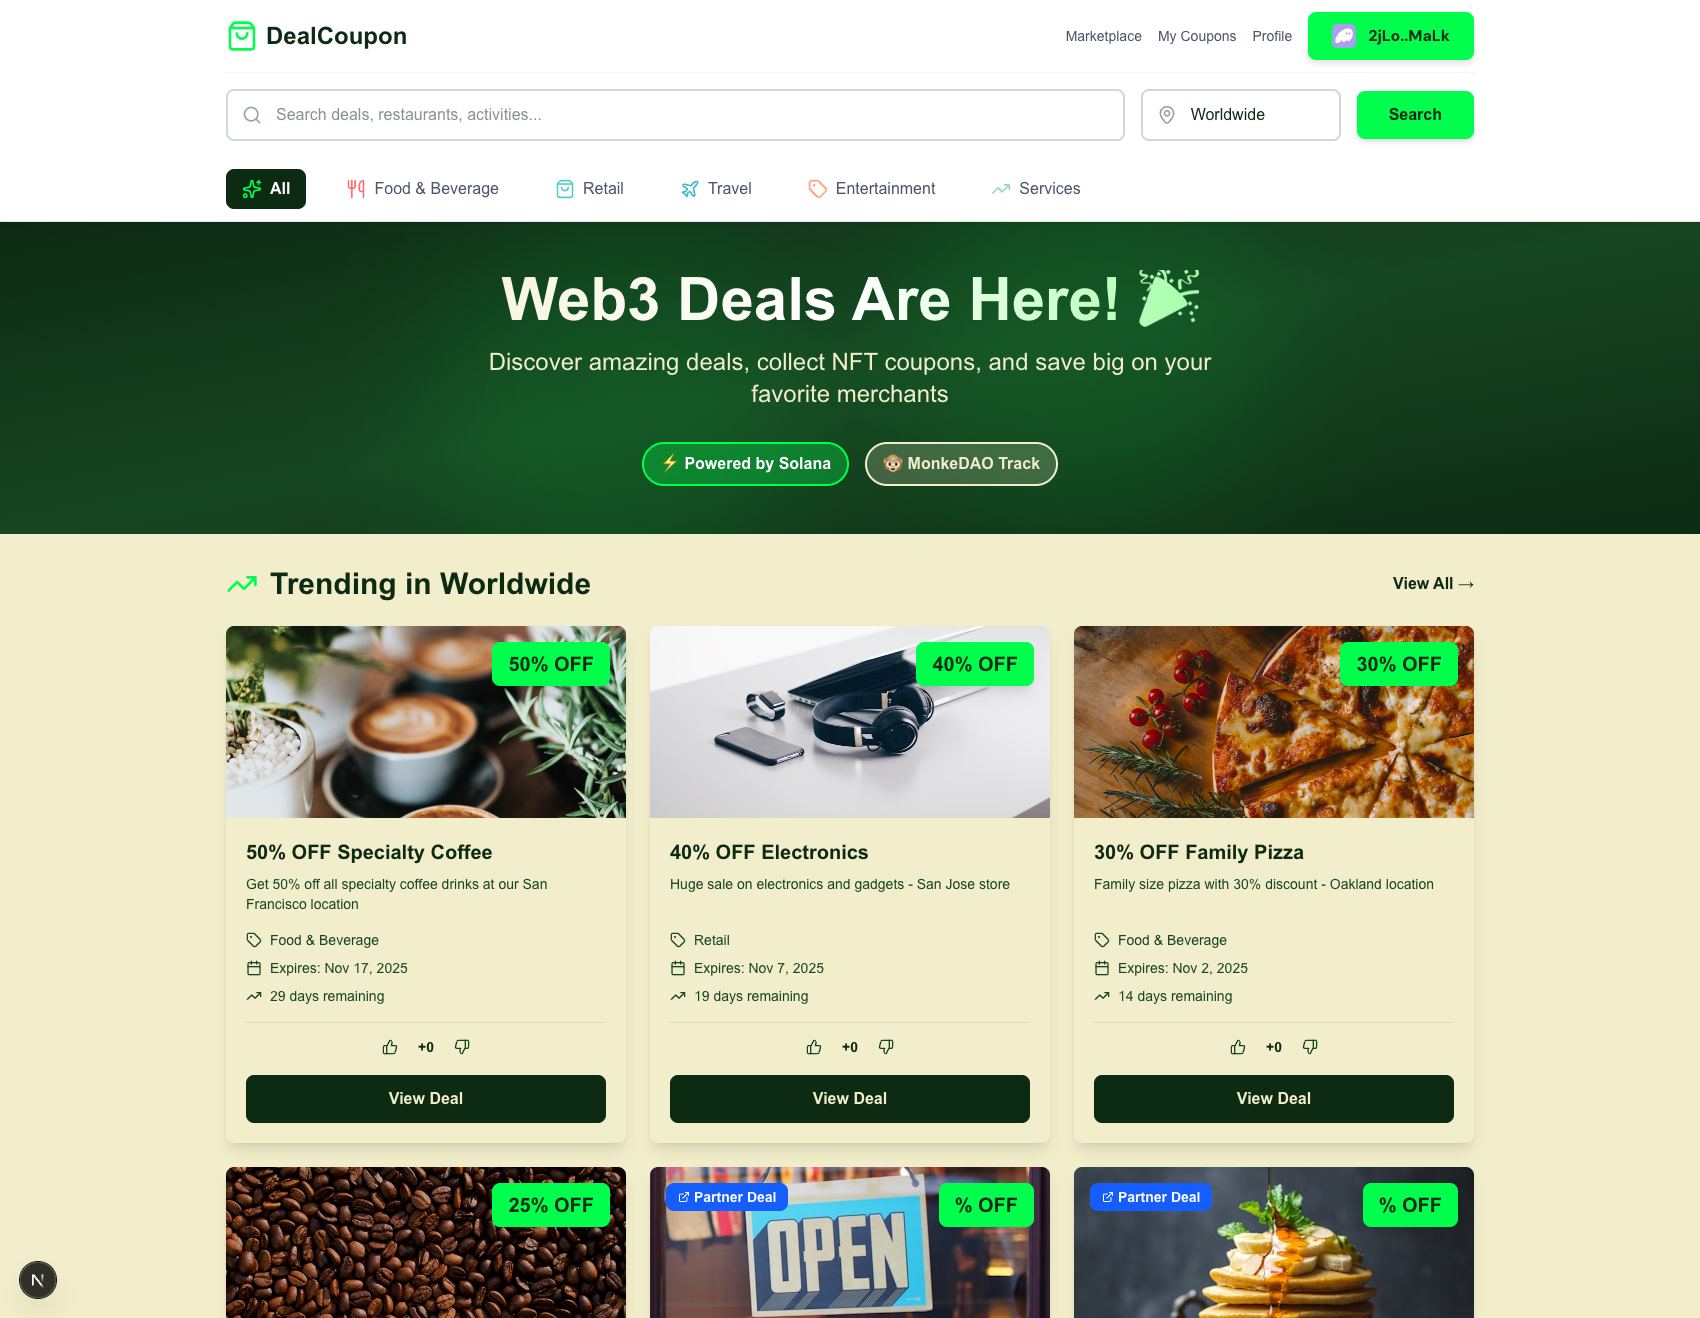 DealCoupon
Marketplace
My Coupons
Profile
2jLo..MaLk
Search deals, restaurants, activities...
Worldwide
Search
All
Food & Beverage
Retail
Travel
Entertainment
Services
Web3 Deals Are Here! 🎉
Discover amazing deals, collect NFT coupons, and save big on your
favorite merchants
⚡ Powered by Solana
🐵 MonkeDAO Track
Trending in Worldwide
View All →
50% OFF
50% OFF Specialty Coffee
Get 50% off all specialty coffee drinks at our San
Francisco location
Food & Beverage
Expires: Nov 17, 2025
29 days remaining
+0
View Deal
40% OFF
40% OFF Electronics
Huge sale on electronics and gadgets - San Jose store
Retail
Expires: Nov 7, 2025
19 days remaining
+0
View Deal
30% OFF
30% OFF Family Pizza
Family size pizza with 30% discount - Oakland location
Food & Beverage
Expires: Nov 2, 2025
14 days remaining
+0
View Deal
25% OFF
Partner Deal
% OFF
OPEN
Partner Deal
% OFF
N